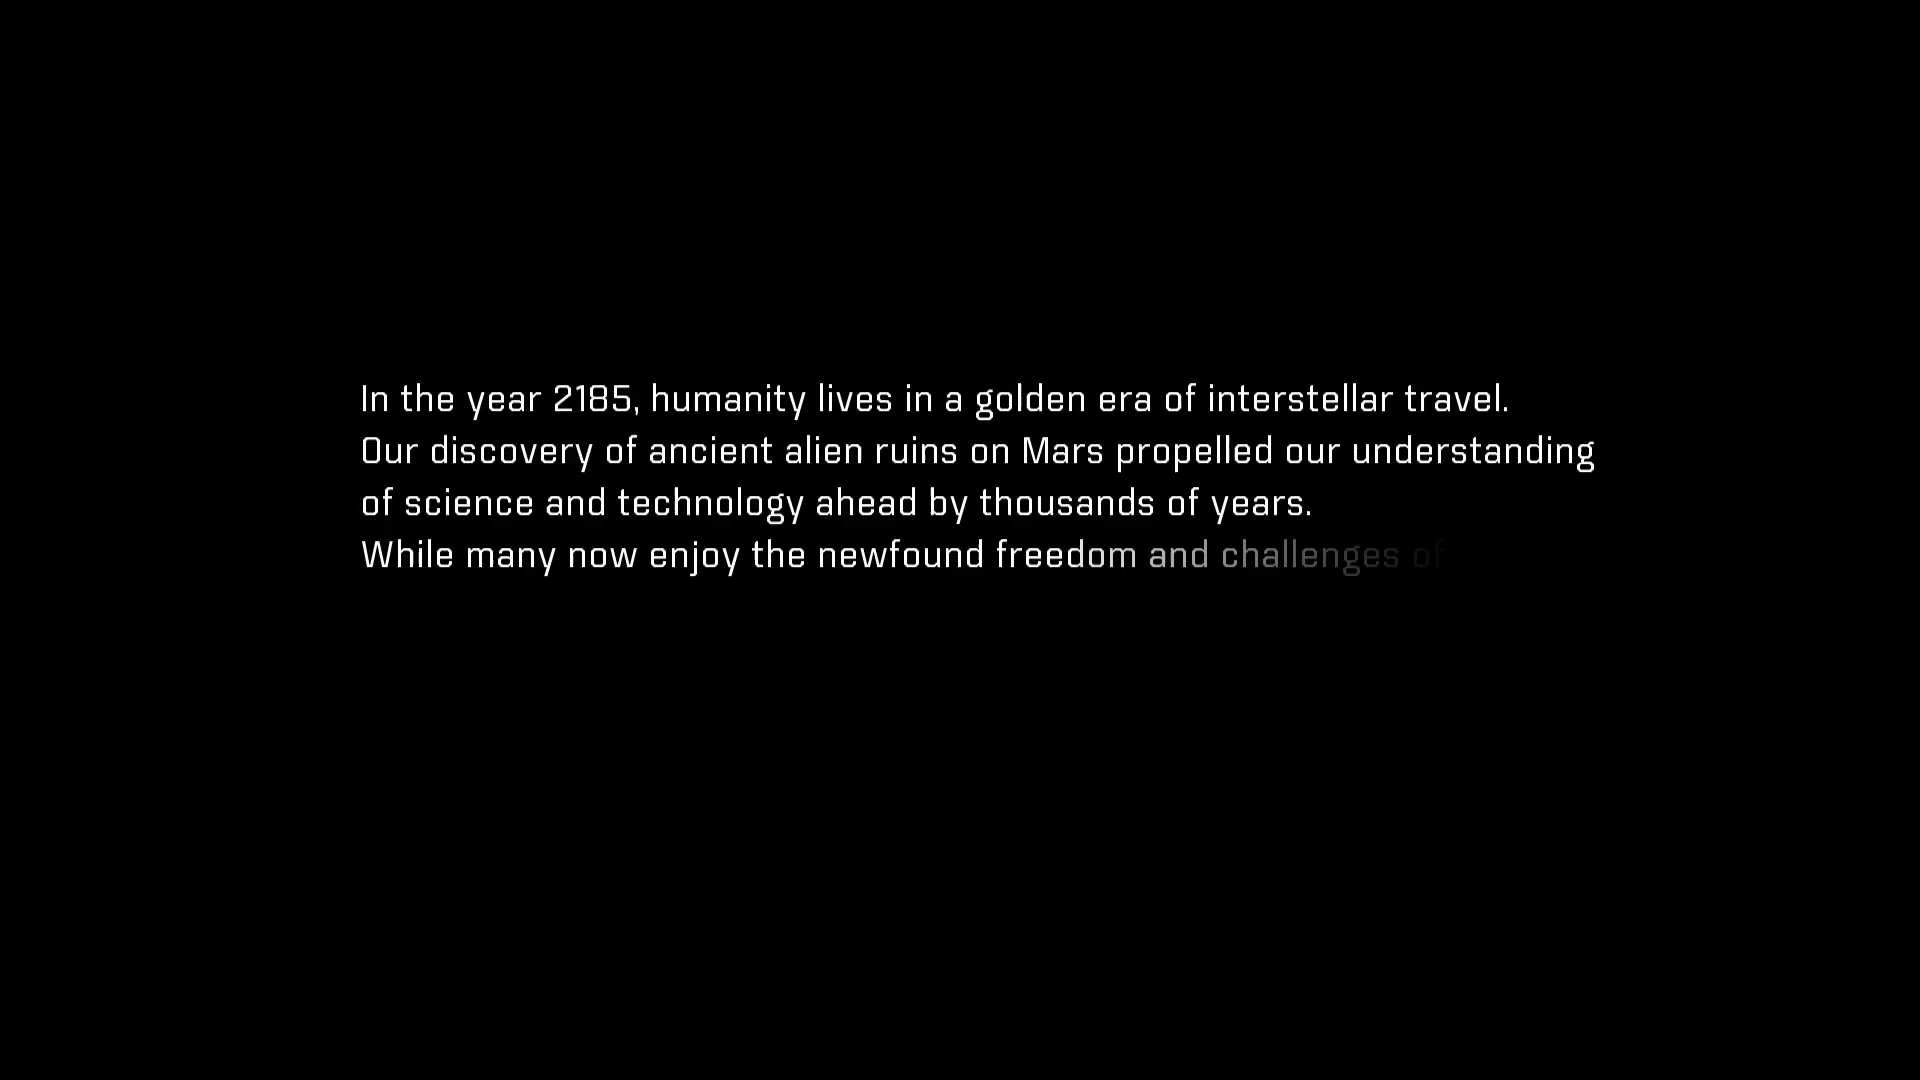 In the year 2185, humanity lives in a golden era of interstellar travel.
Our discovery of ancient alien ruins on Mars propelled our understanding
of science and technology ahead by thousands of years.
While many now enjoy the newfound freedom and challenges of